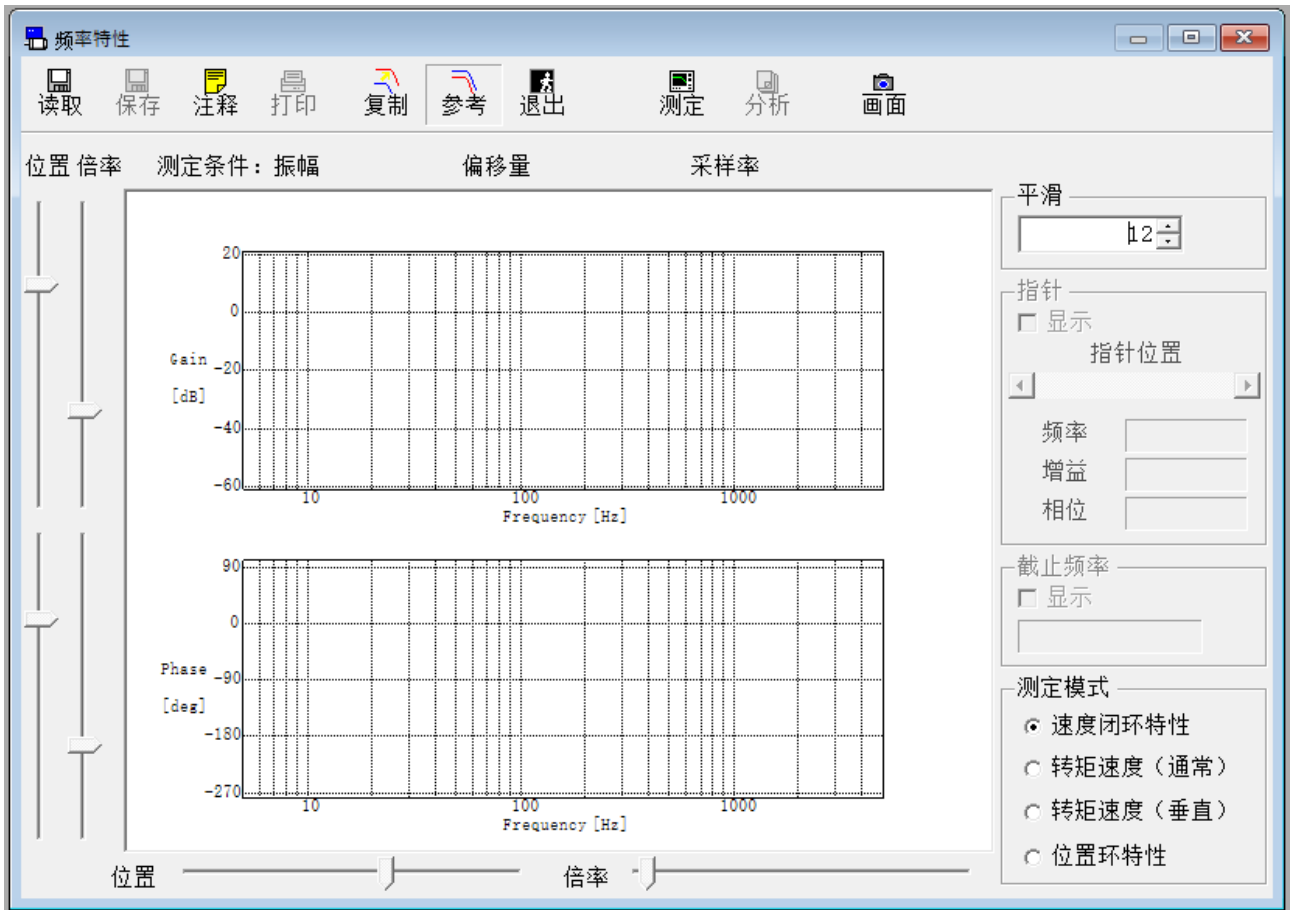 频率特性
读取 保存 注释 打印 复制 参考 退出 测定 分析 画面
位置 倍率 测定条件：振幅 偏移量 采样率
平滑
12
指针
显示
指针位置
频率
增益
相位
截止频率
显示
测定模式
速度闭环特性
转矩速度（通常）
转矩速度（垂直）
位置环特性
20
0
Gain -20
[dB]
-40
-60
10 100 1000
Frequency [Hz]
90
0
Phase -90
[deg]
-180
-270
10 100 1000
Frequency [Hz]
位置 倍率